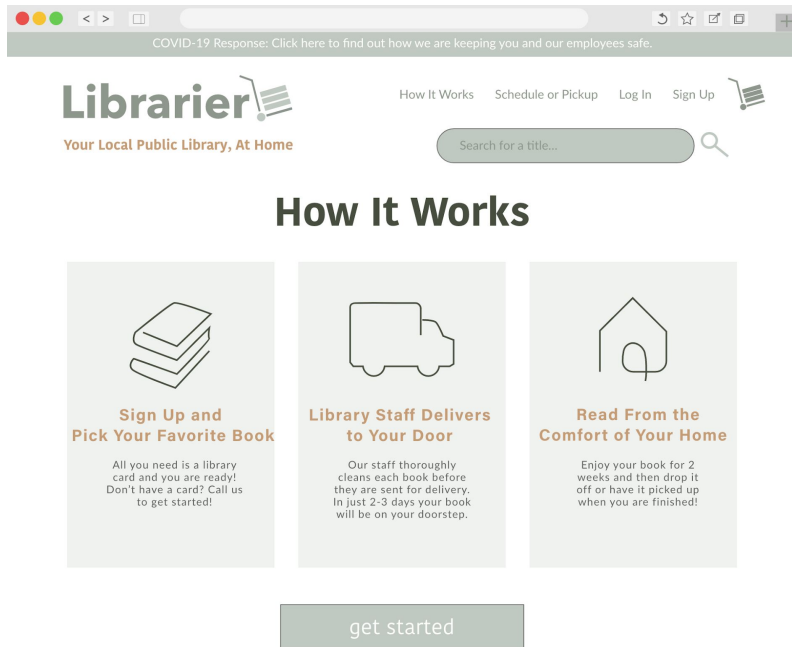 COVID-19 Response: Click here to find out how we are keeping you and our employees safe.
Librarier
Your Local Public Library, At Home
How It Works
Schedule or Pickup
Log In
Sign Up
Search for a title...
How It Works
Sign Up and
Pick Your Favorite Book
All you need is a library
card and you are ready!
Don't have a card? Call us
to get started!
Library Staff Delivers
to Your Door
Our staff thoroughly
cleans each book before
they are sent for delivery.
In just 2-3 days your book
will be on your doorstep.
Read From the
Comfort of Your Home
Enjoy your book for 2
weeks and then drop it
off or have it picked up
when you are finished!
get started